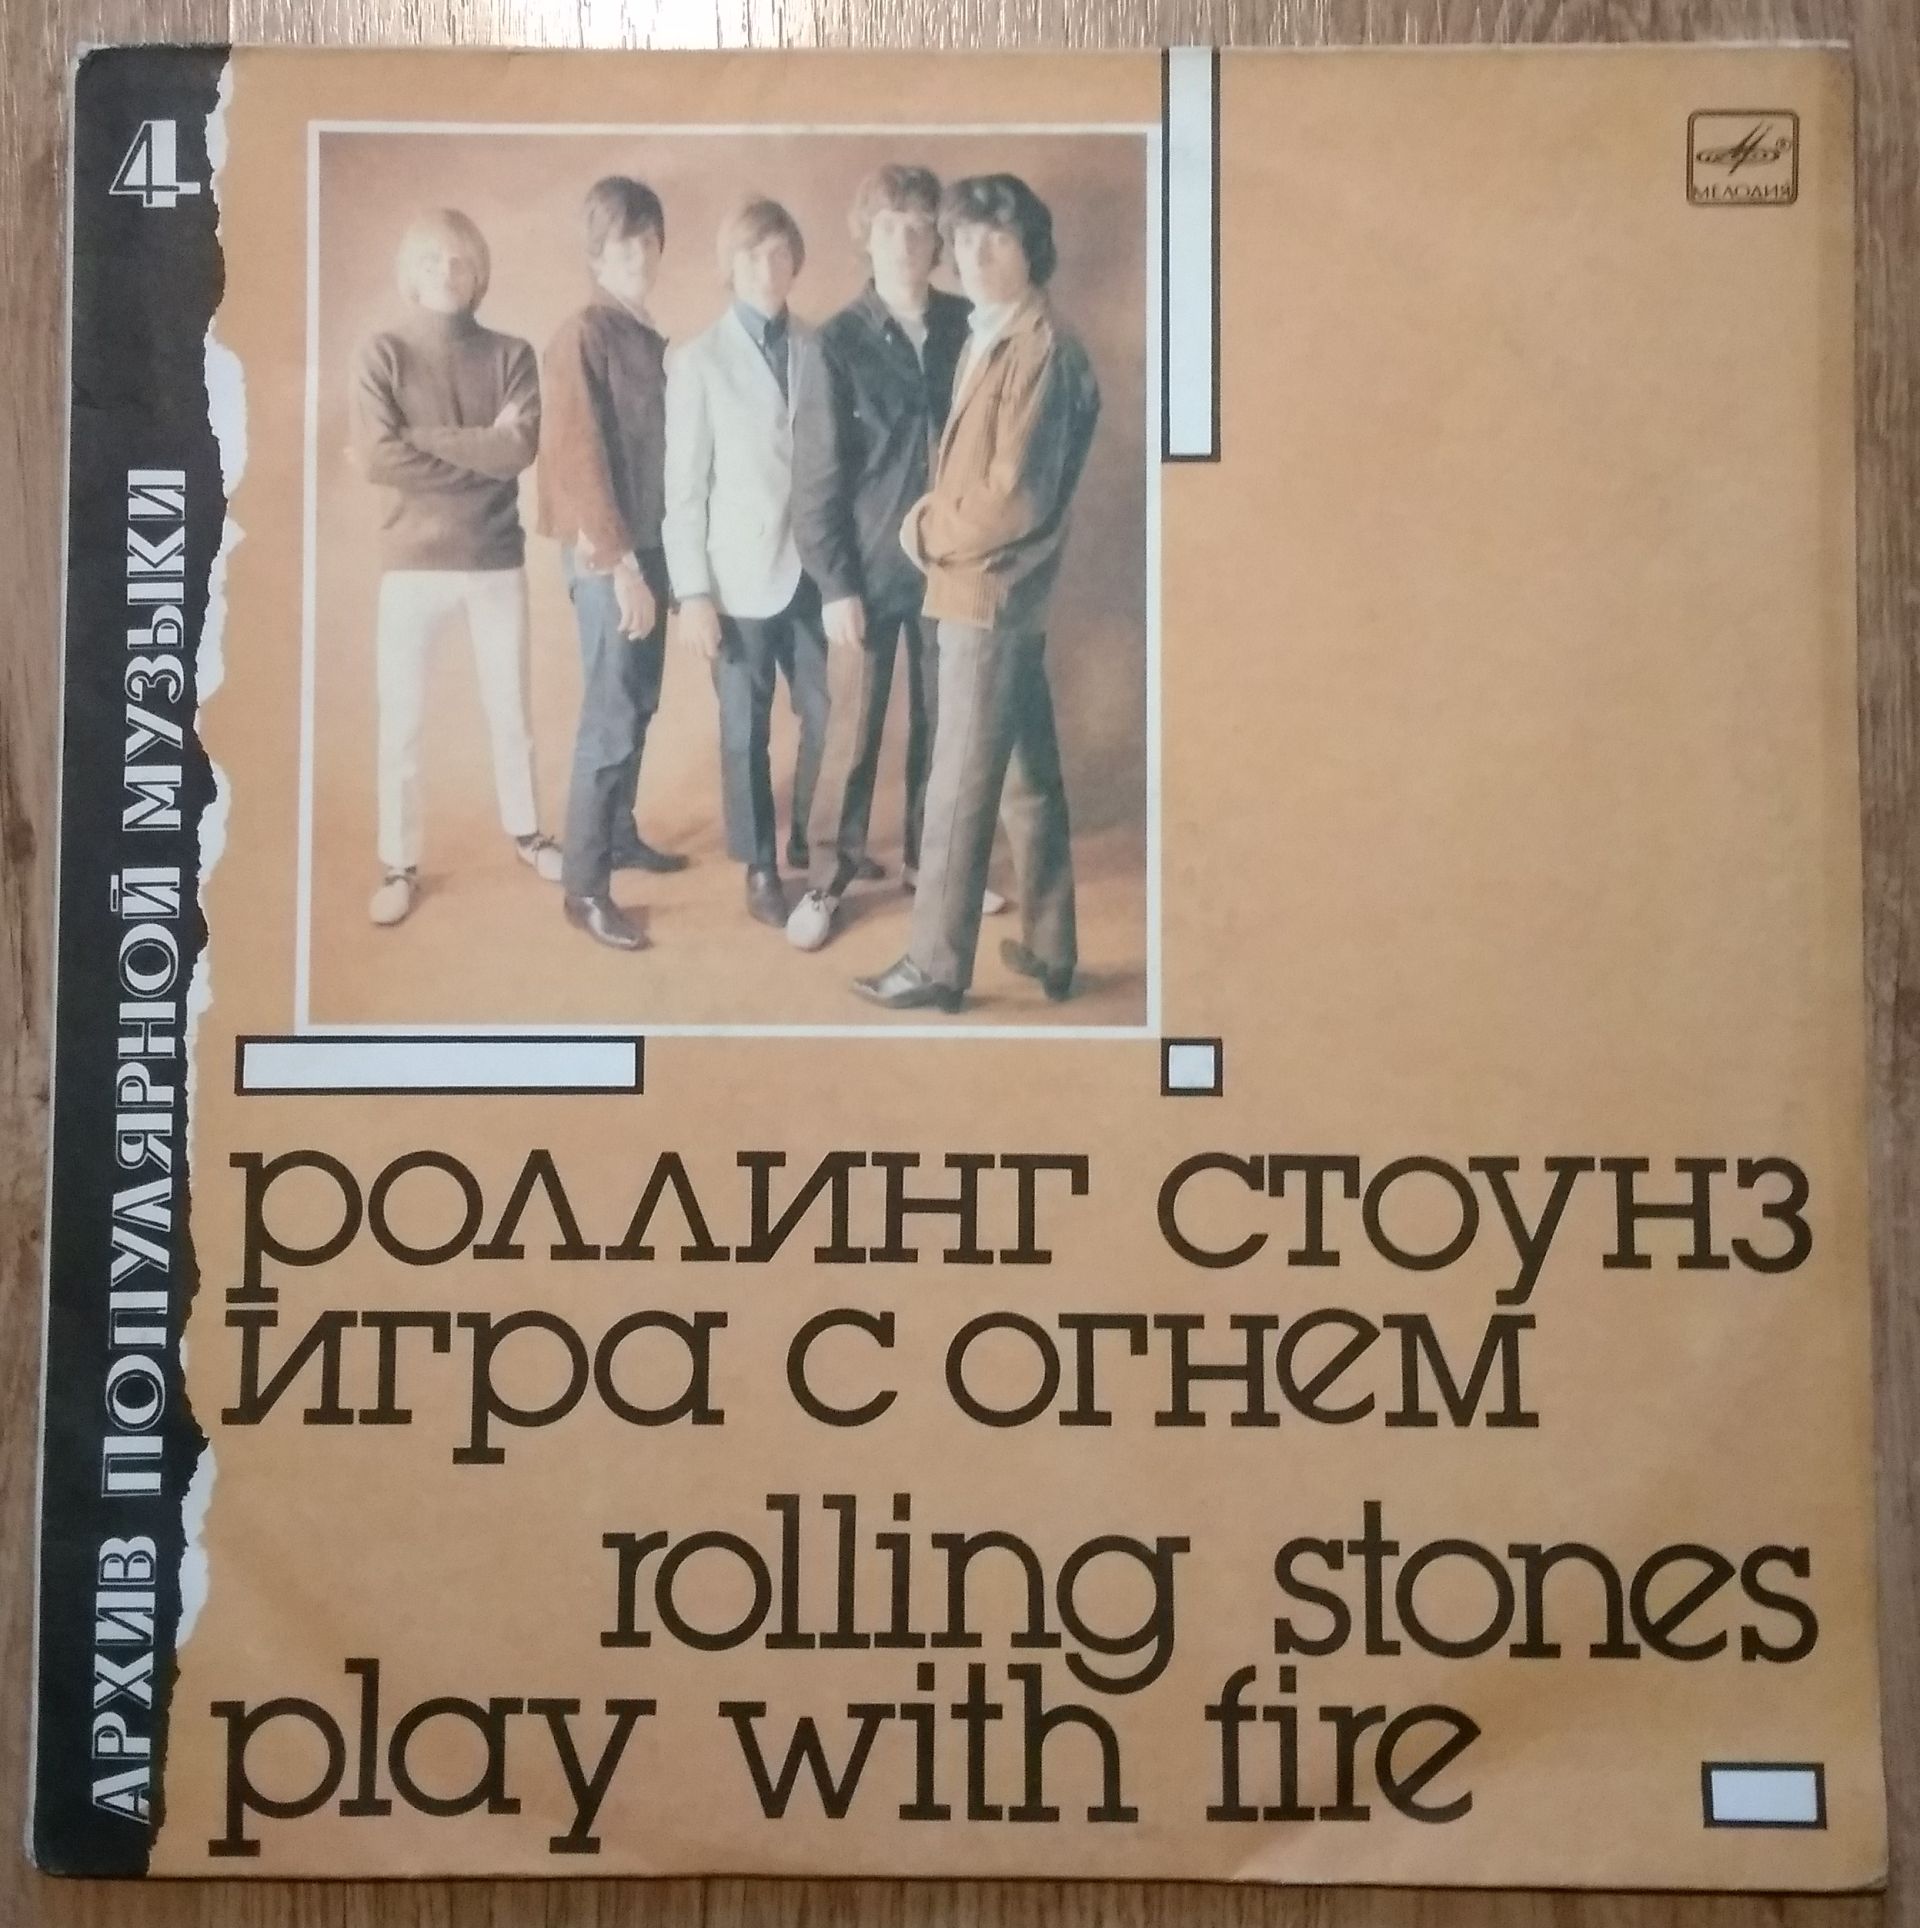 4
АРХИВ ПОПУЛЯРНОЙ МУЗЫКИ
МЕЛОДИЯ
роллинг стоунз
игра с огнем
rolling stones
play with fire